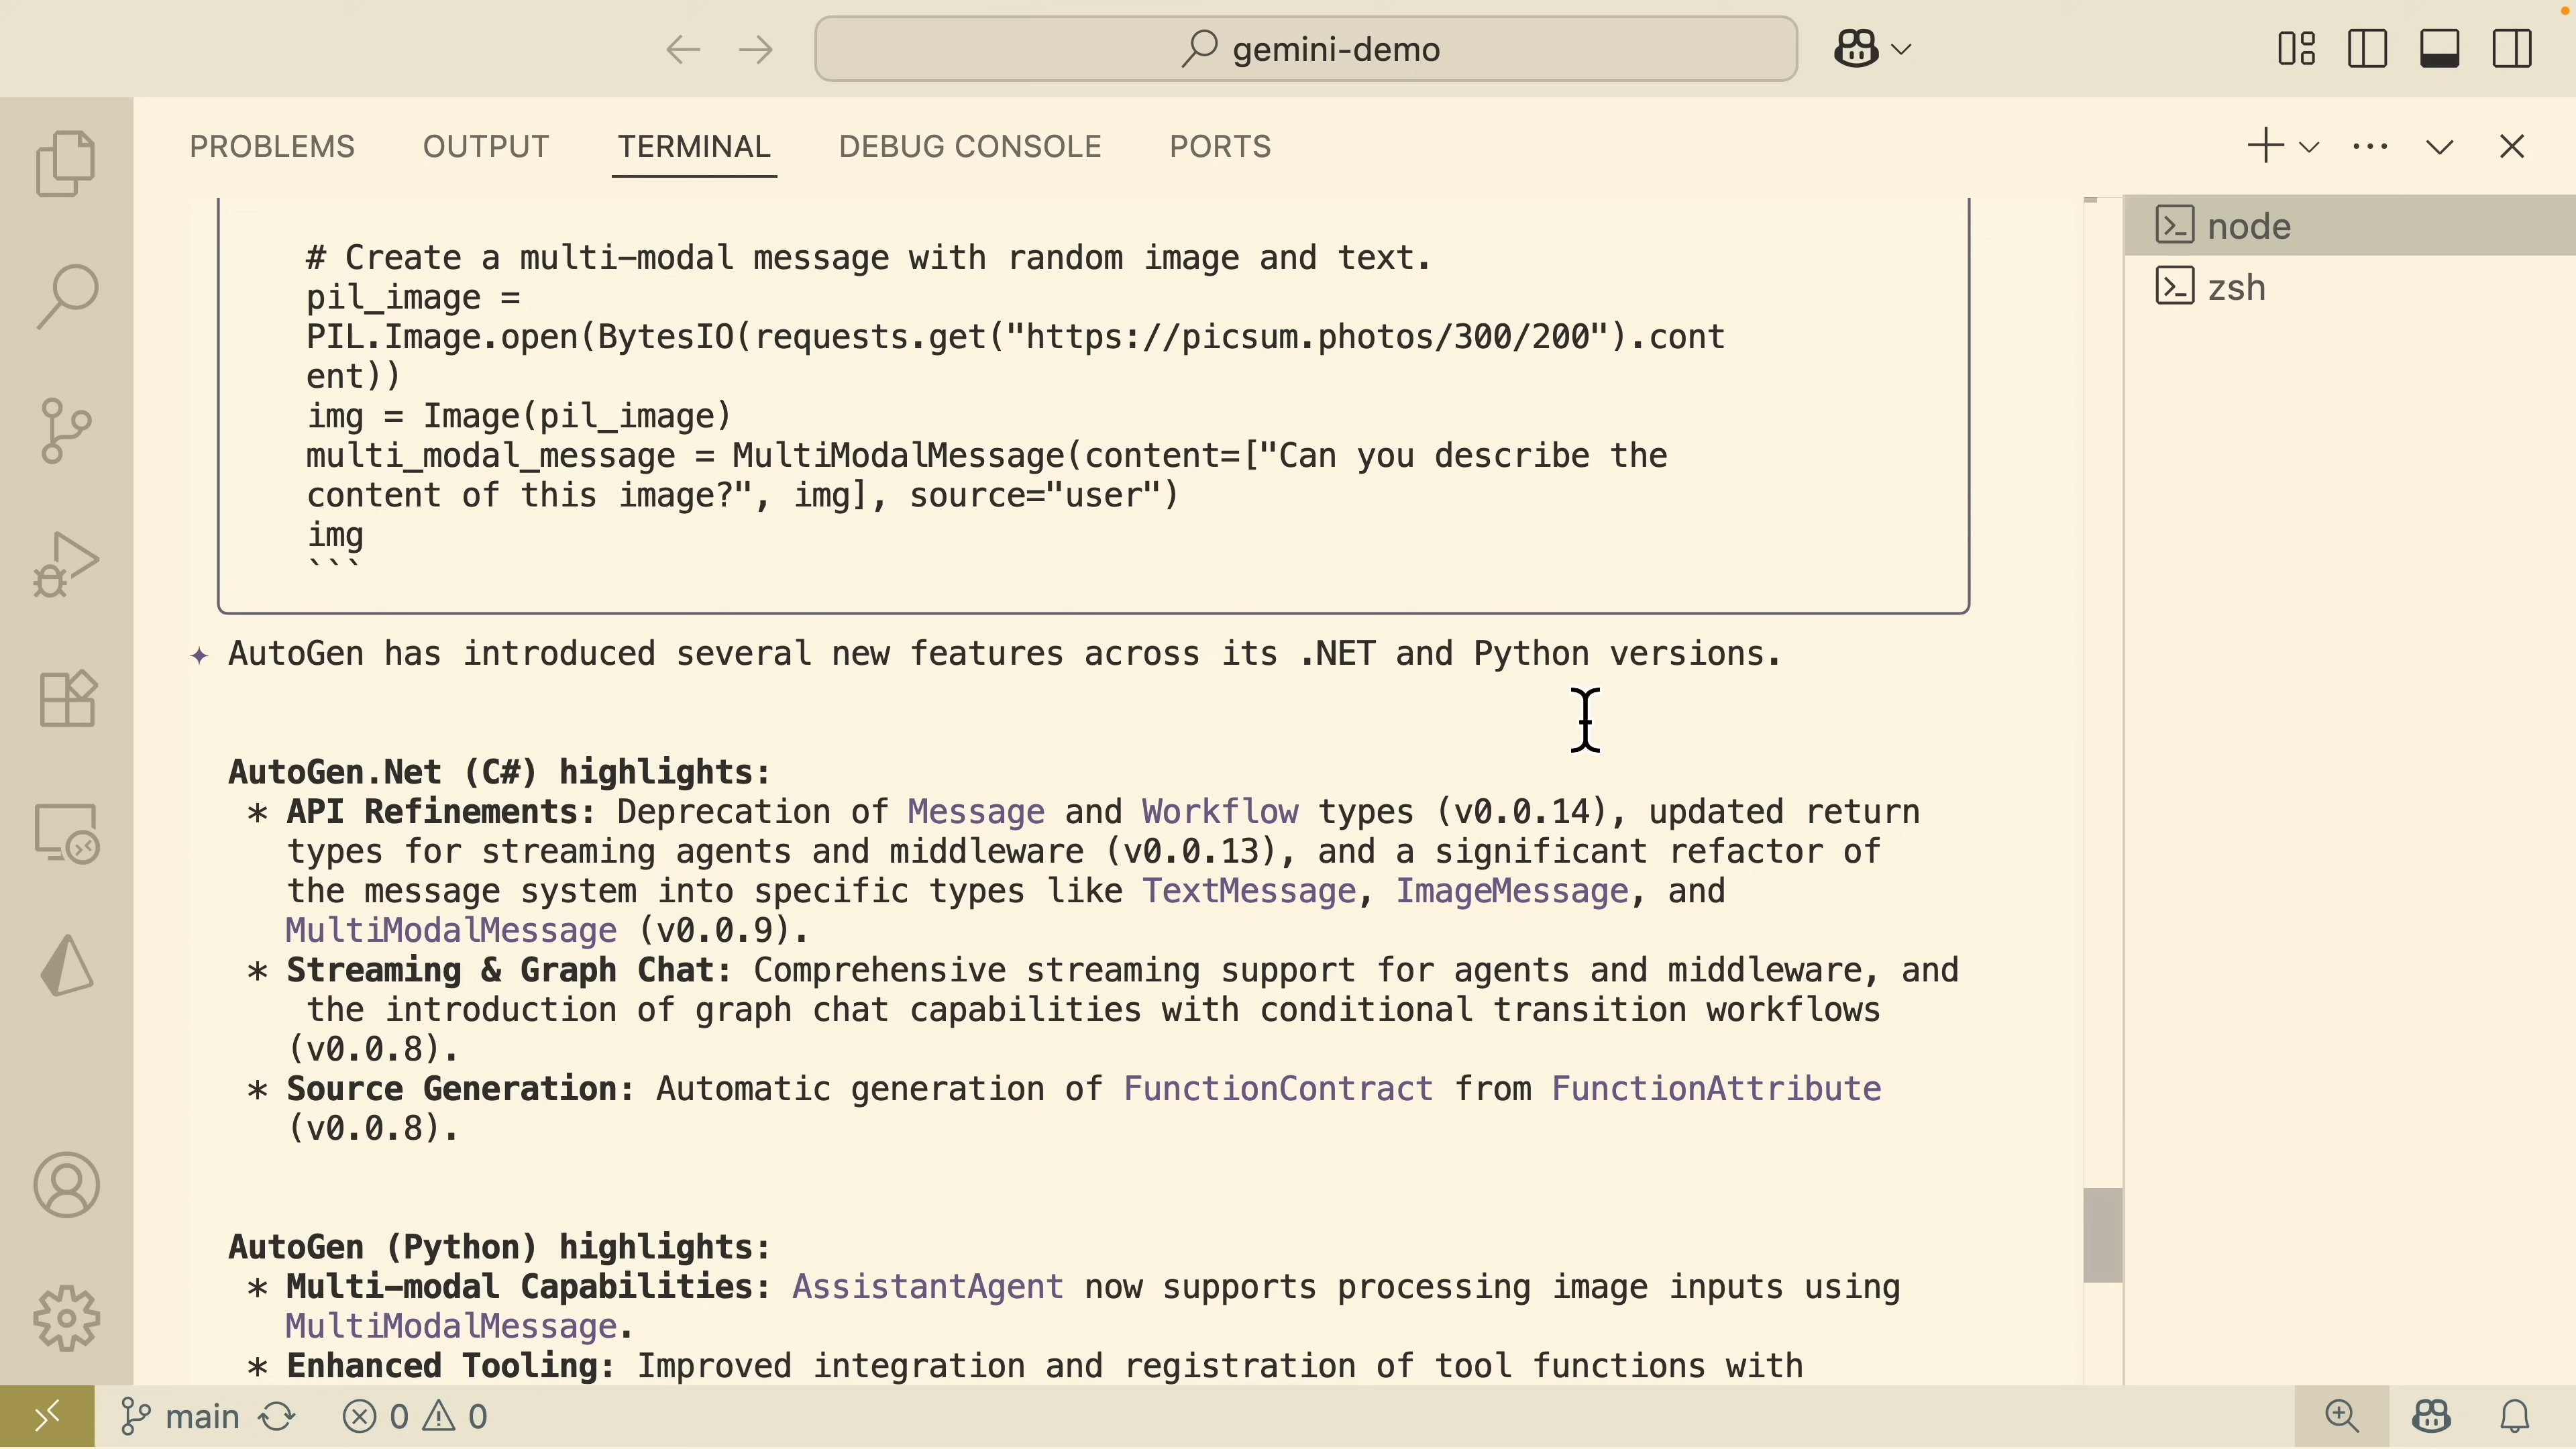 gemini-demo
PROBLEMS OUTPUT TERMINAL DEBUG CONSOLE PORTS
node
zsh
# Create a multi-modal message with random image and text.
pil_image =
PIL.Image.open(BytesIO(requests.get("https://picsum.photos/300/200").cont
ent))
img = Image(pil_image)
multi_modal_message = MultiModalMessage(content=["Can you describe the
content of this image?", img], source="user")
img
```
✦ AutoGen has introduced several new features across its .NET and Python versions.
AutoGen.Net (C#) highlights:
* API Refinements: Deprecation of Message and Workflow types (v0.0.14), updated return
types for streaming agents and middleware (v0.0.13), and a significant refactor of
the message system into specific types like TextMessage, ImageMessage, and
MultiModalMessage (v0.0.9).
* Streaming & Graph Chat: Comprehensive streaming support for agents and middleware, and
the introduction of graph chat capabilities with conditional transition workflows
(v0.0.8).
* Source Generation: Automatic generation of FunctionContract from FunctionAttribute
(v0.0.8).
AutoGen (Python) highlights:
* Multi-modal Capabilities: AssistantAgent now supports processing image inputs using
MultiModalMessage.
* Enhanced Tooling: Improved integration and registration of tool functions with
main 0 0